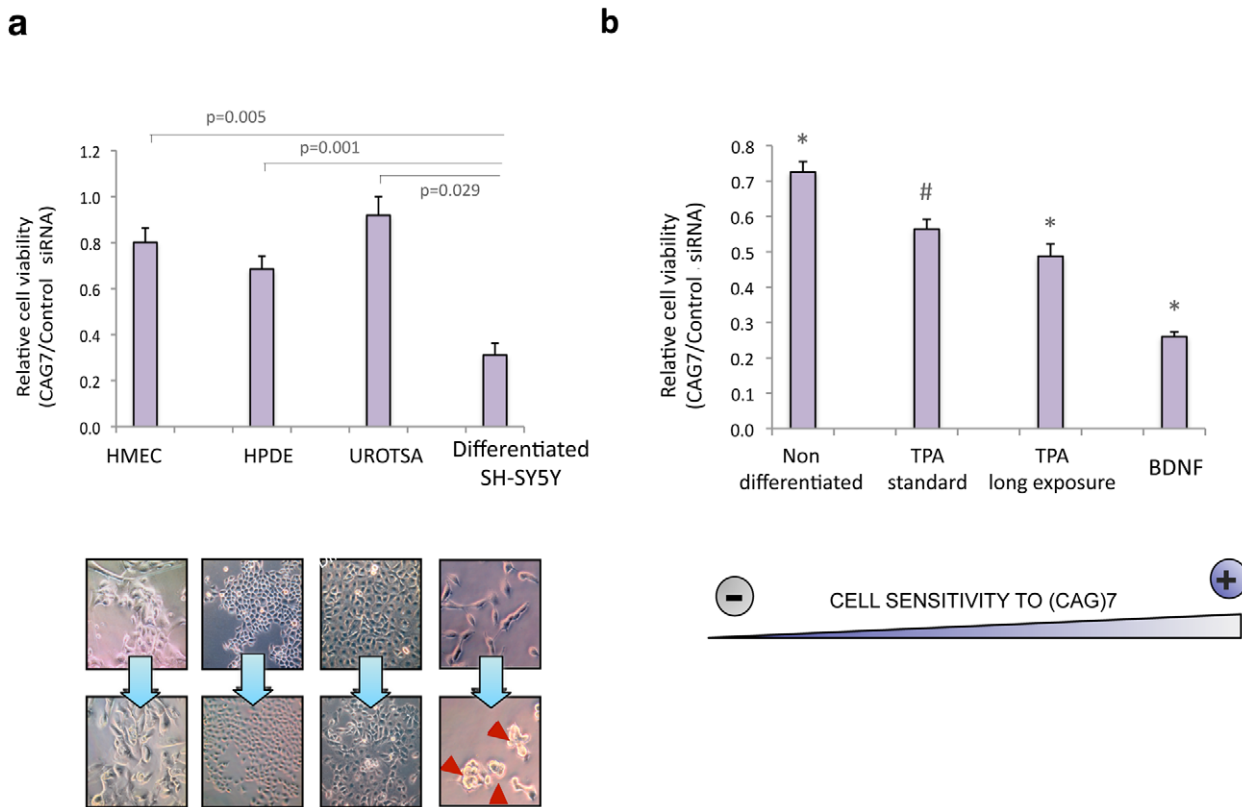 a
p=0.005
p=0.001
p=0.029
1.2
1.0
0.8
0.6
0.4
0.2
0.0
Relative cell viability
(CAG7/Control siRNA)
HMEC
HPDE
UROTSA
Differentiated
SH-SY5Y
b
0.8
0.7
0.6
0.5
0.4
0.3
0.2
0.1
0.0
Relative cell viability
(CAG7/Control siRNA)
*
#
*
*
Non
differentiated
TPA
standard
TPA
long exposure
BDNF
-
+
CELL SENSITIVITY TO (CAG)7